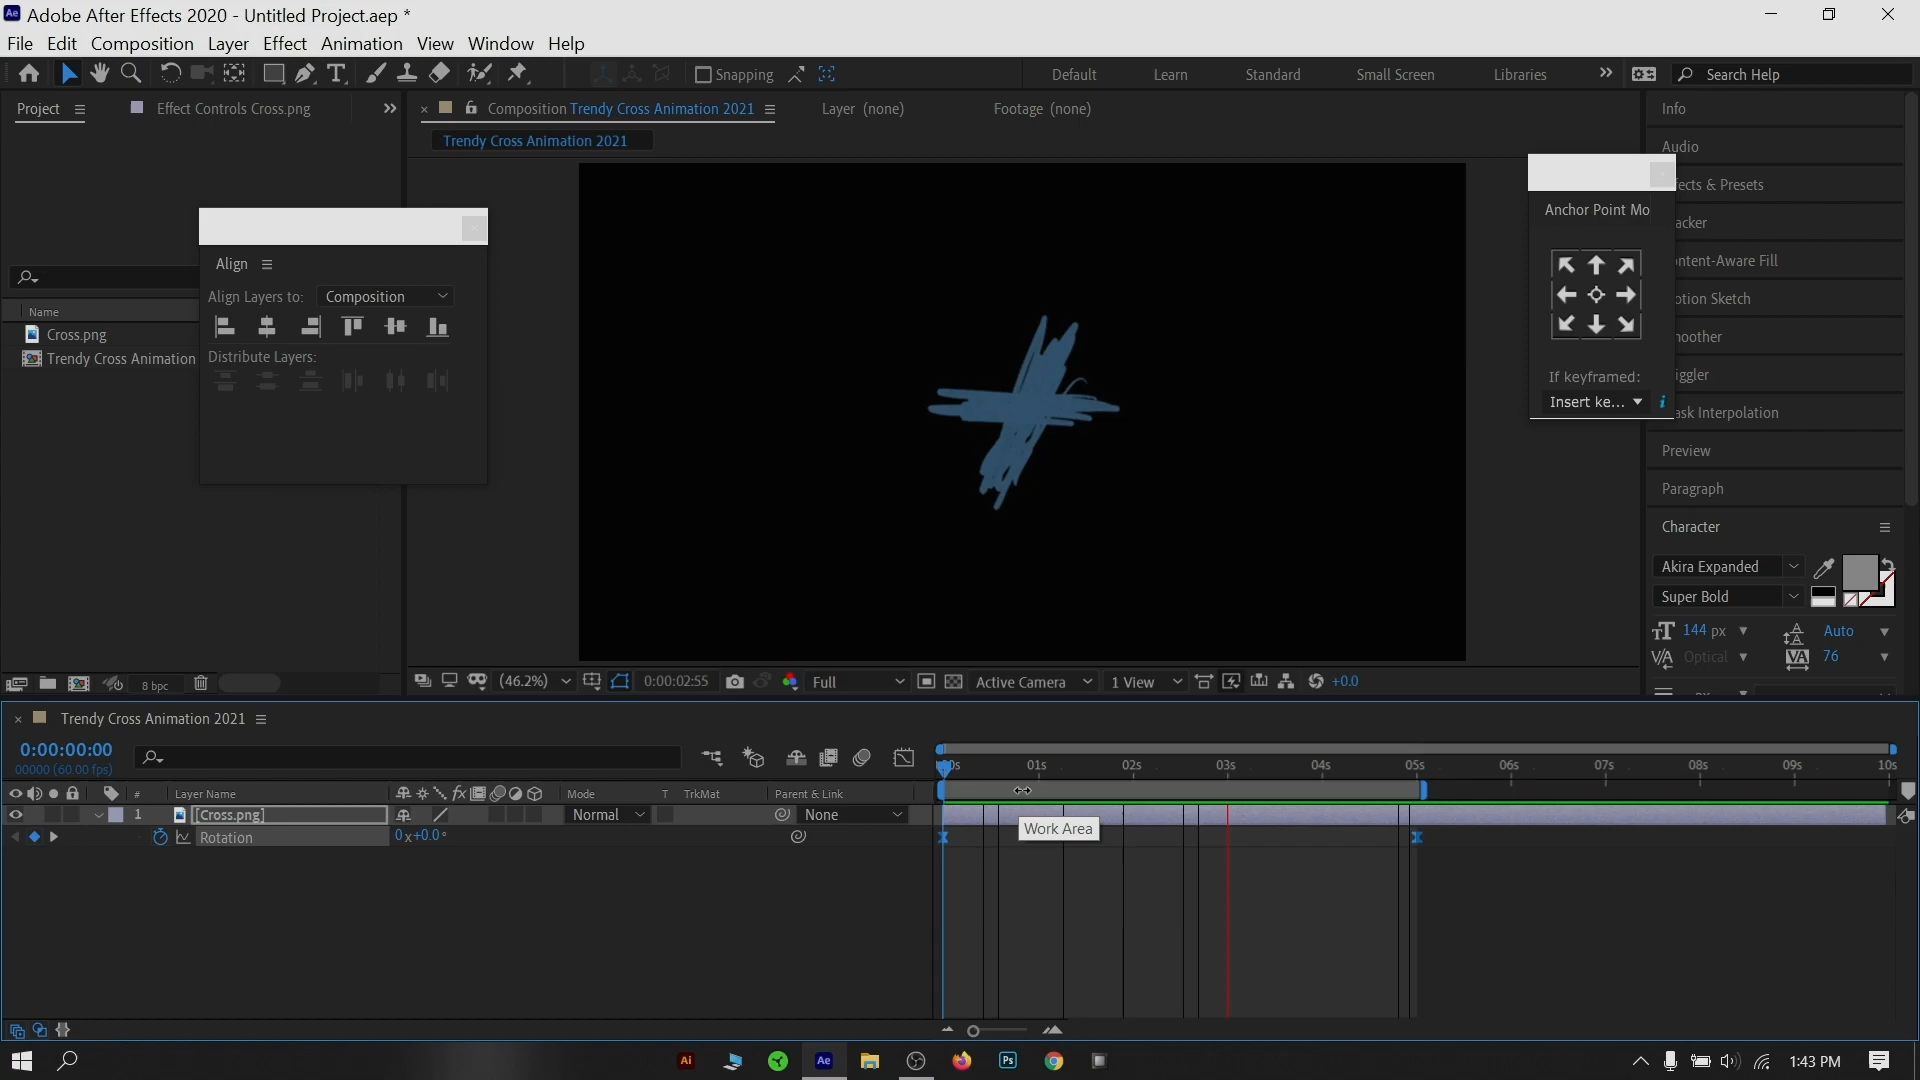 Adobe After Effects 2020 - Untitled Project.aep *
File Edit Composition Layer Effect Animation View Window Help
Snapping Default Learn Standard Small Screen Libraries Search Help
Project Effect Controls Cross.png
Composition Trendy Cross Animation 2021 Layer (none) Footage (none)
Trendy Cross Animation 2021
Info
Audio
fects & Presets
acker
ontent-Aware Fill
otion Sketch
moother
iggler
ask Interpolation
Preview
Paragraph
Character
Anchor Point Mo
If keyframed:
Insert ke...
Align
Align Layers to: Composition
Distribute Layers:
Name
Cross.png
Trendy Cross Animation
Akira Expanded
Super Bold
144 px Auto
Optical 76
px
8 bpc
(46.2%) 0:00:02:55 Full Active Camera 1 View +0.0
Trendy Cross Animation 2021
0:00:00:00
00000 (60.00 fps)
00s 01s 02s 03s 04s 05s 06s 07s 08s 09s 10s
# Layer Name Mode T TrkMat Parent & Link
1 [Cross.png] Normal None
Rotation 0x+0.0°
Work Area
1:43 PM